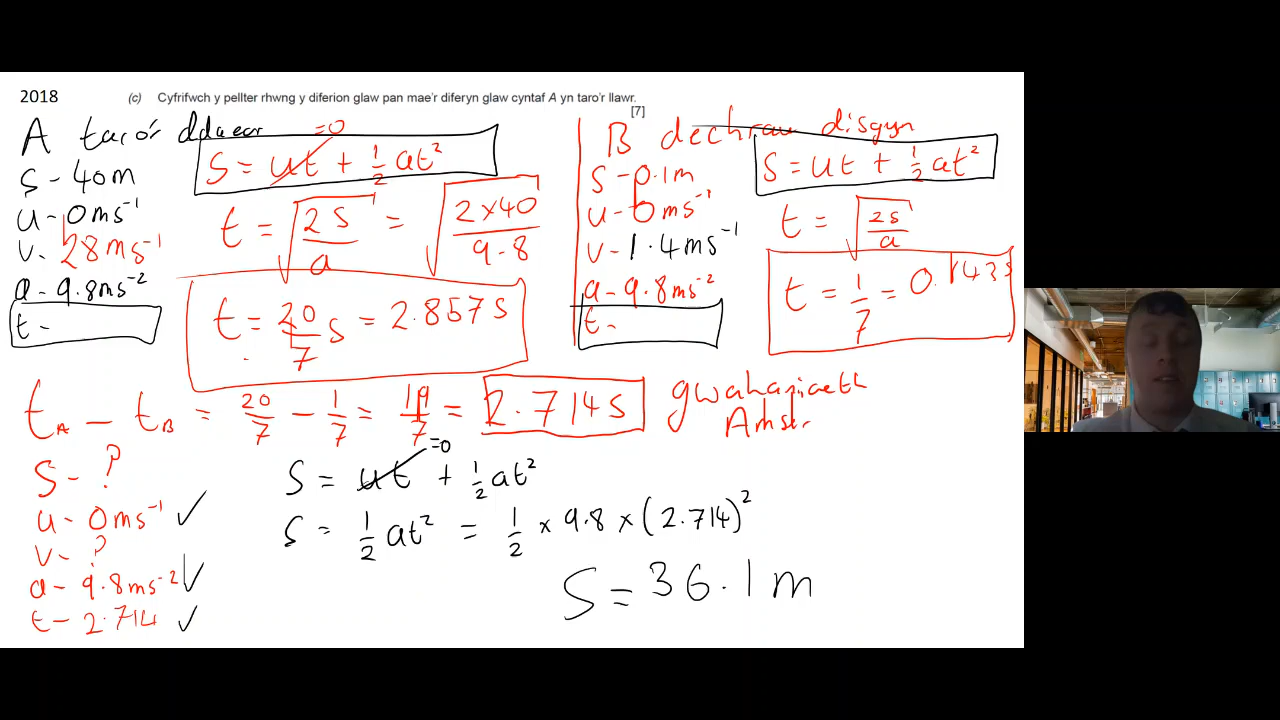 2018 (c) Cyfrifwch y pellter rhwng y diferion glaw pan mae'r diferyn glaw cyntaf A yn taro'r llawr.
[7]
A taro'r ddaear
S - 40m
u - 0ms⁻¹
v - 28ms⁻¹
a - 9.8ms⁻²
t -
=0
S = ut + ½at²
t = √(2s/a) = √(2×40/9.8)
t = 20/7 s = 2.857s
B dechrau disgyn
S - 0.1m
u - 0ms⁻¹
v - 1.4ms⁻¹
a - 9.8ms⁻²
t -
S = ut + ½at²
t = √(2s/a)
t = 1/7 = 0.143s
t_A - t_B = 20/7 - 1/7 = 19/7 = 2.714s gwahaniaeth
Amser
S - ?
u - 0ms⁻¹ ✓
v - ?
a - 9.8ms⁻² ✓
t - 2.714 ✓
=0
S = ut + ½at²
S = ½at² = ½ × 9.8 × (2.714)²
S = 36.1m